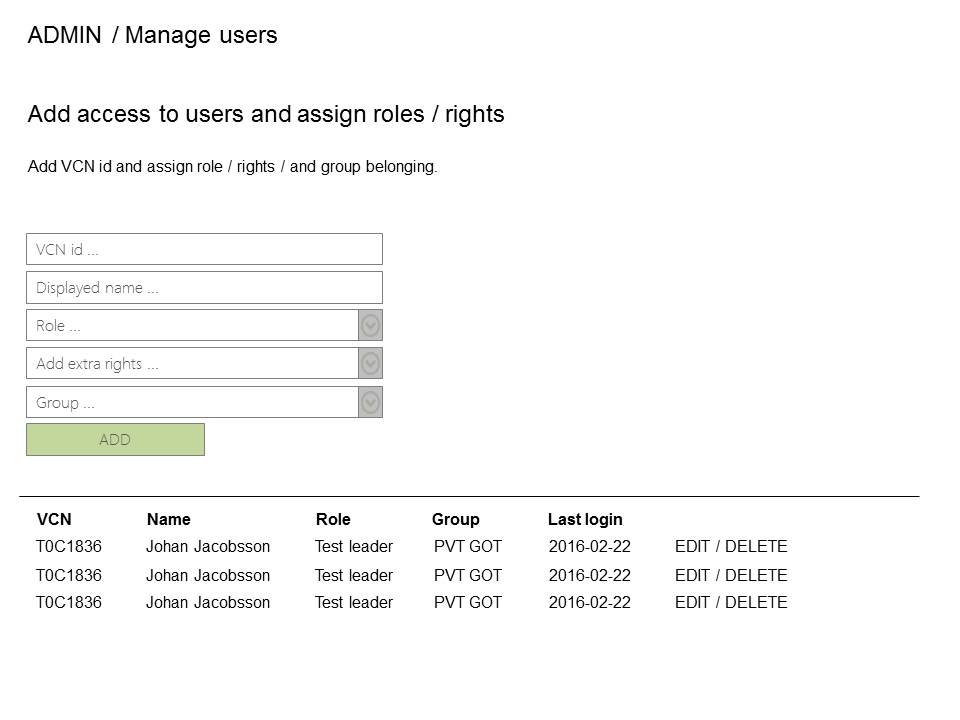 ADMIN / Manage users
Add access to users and assign roles / rights
Add VCN id and assign role / rights / and group belonging.
VCN id ...
Displayed name ...
Role ...
Add extra rights ...
Group ...
ADD
VCN Name Role Group Last login
T0C1836 Johan Jacobsson Test leader PVT GOT 2016-02-22 EDIT / DELETE
T0C1836 Johan Jacobsson Test leader PVT GOT 2016-02-22 EDIT / DELETE
T0C1836 Johan Jacobsson Test leader PVT GOT 2016-02-22 EDIT / DELETE